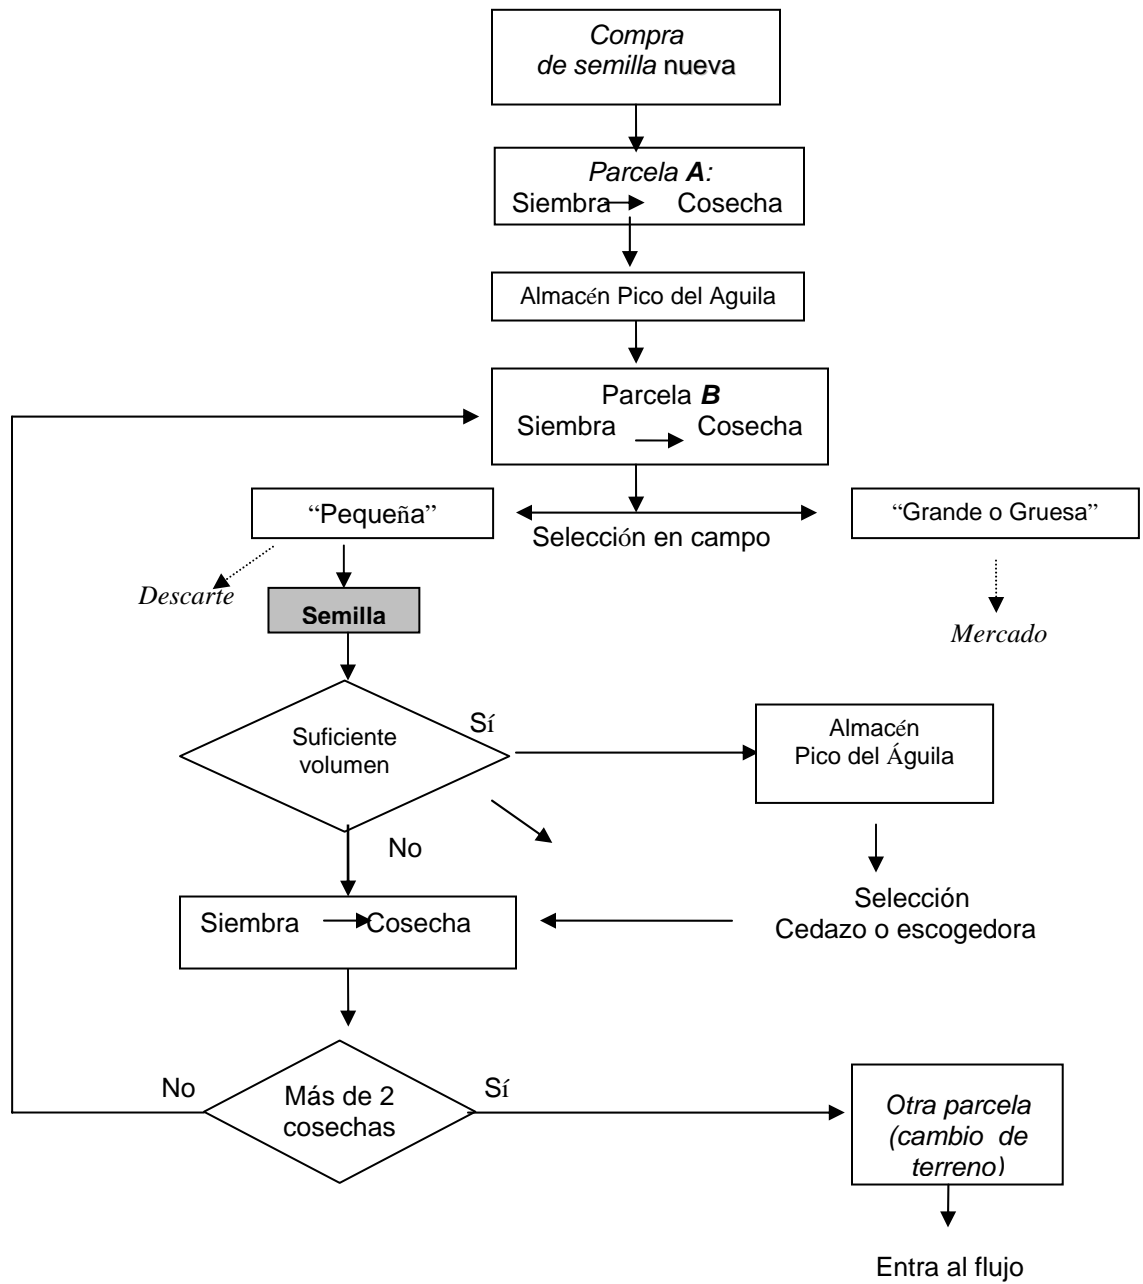 Compra
de semilla nueva
Parcela A:
Siembra Cosecha
Almacén Pico del Aguila
Parcela B
Siembra Cosecha
“Pequeña”
“Grande o Gruesa”
Selección en campo
Descarte
Semilla
Mercado
Suficiente
volumen
Sí
Almacén
Pico del Águila
No
Selección
Cedazo o escogedora
Siembra Cosecha
No
Más de 2
cosechas
Sí
Otra parcela
(cambio de
terreno)
Entra al flujo